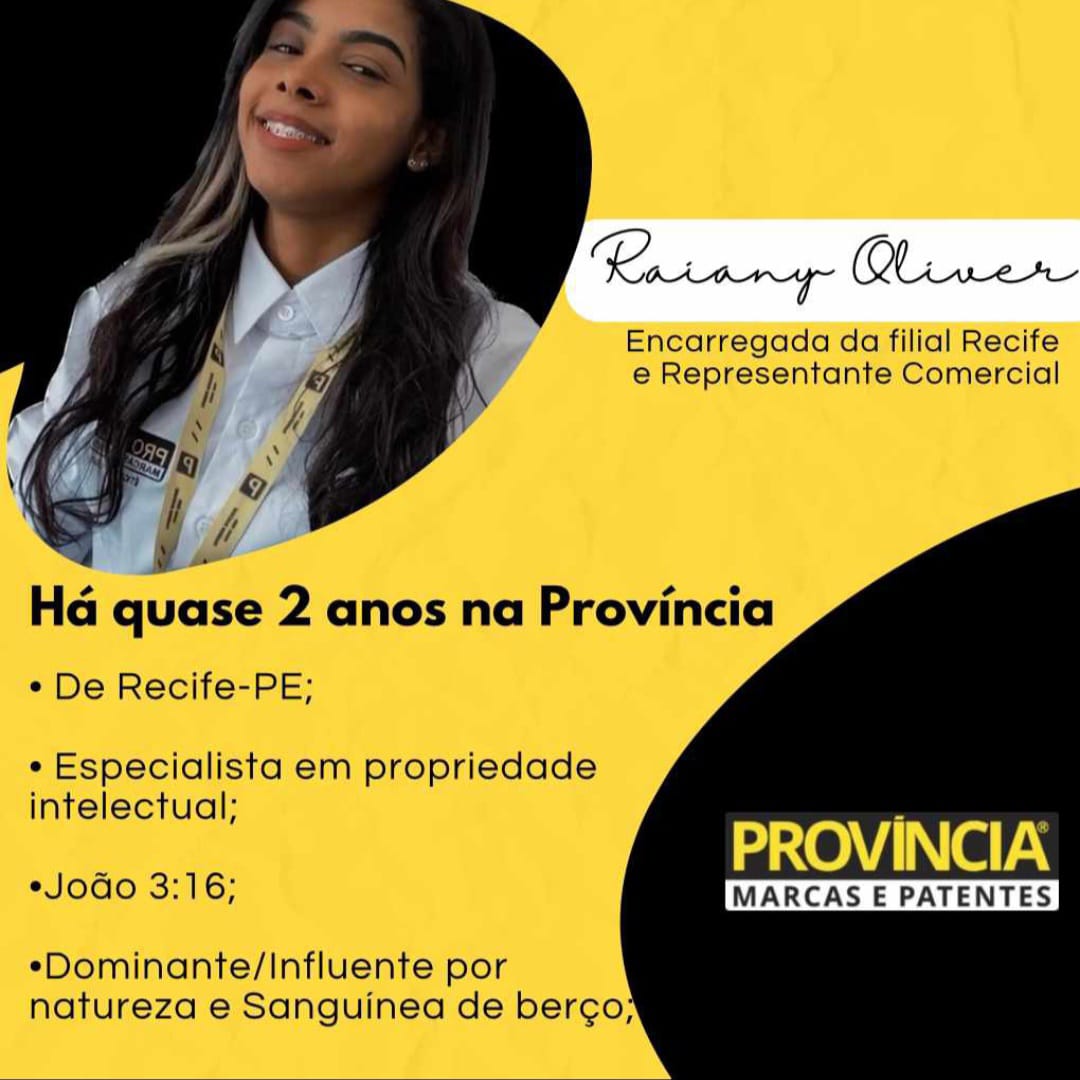 Raiany Oliver
Encarregada da filial Recife
e Representante Comercial
Há quase 2 anos na Província
• De Recife-PE;
• Especialista em propriedade
intelectual;
•João 3:16;
•Dominante/Influente por
natureza e Sanguínea de berço;
PROVÍNCIA®
MARCAS E PATENTES